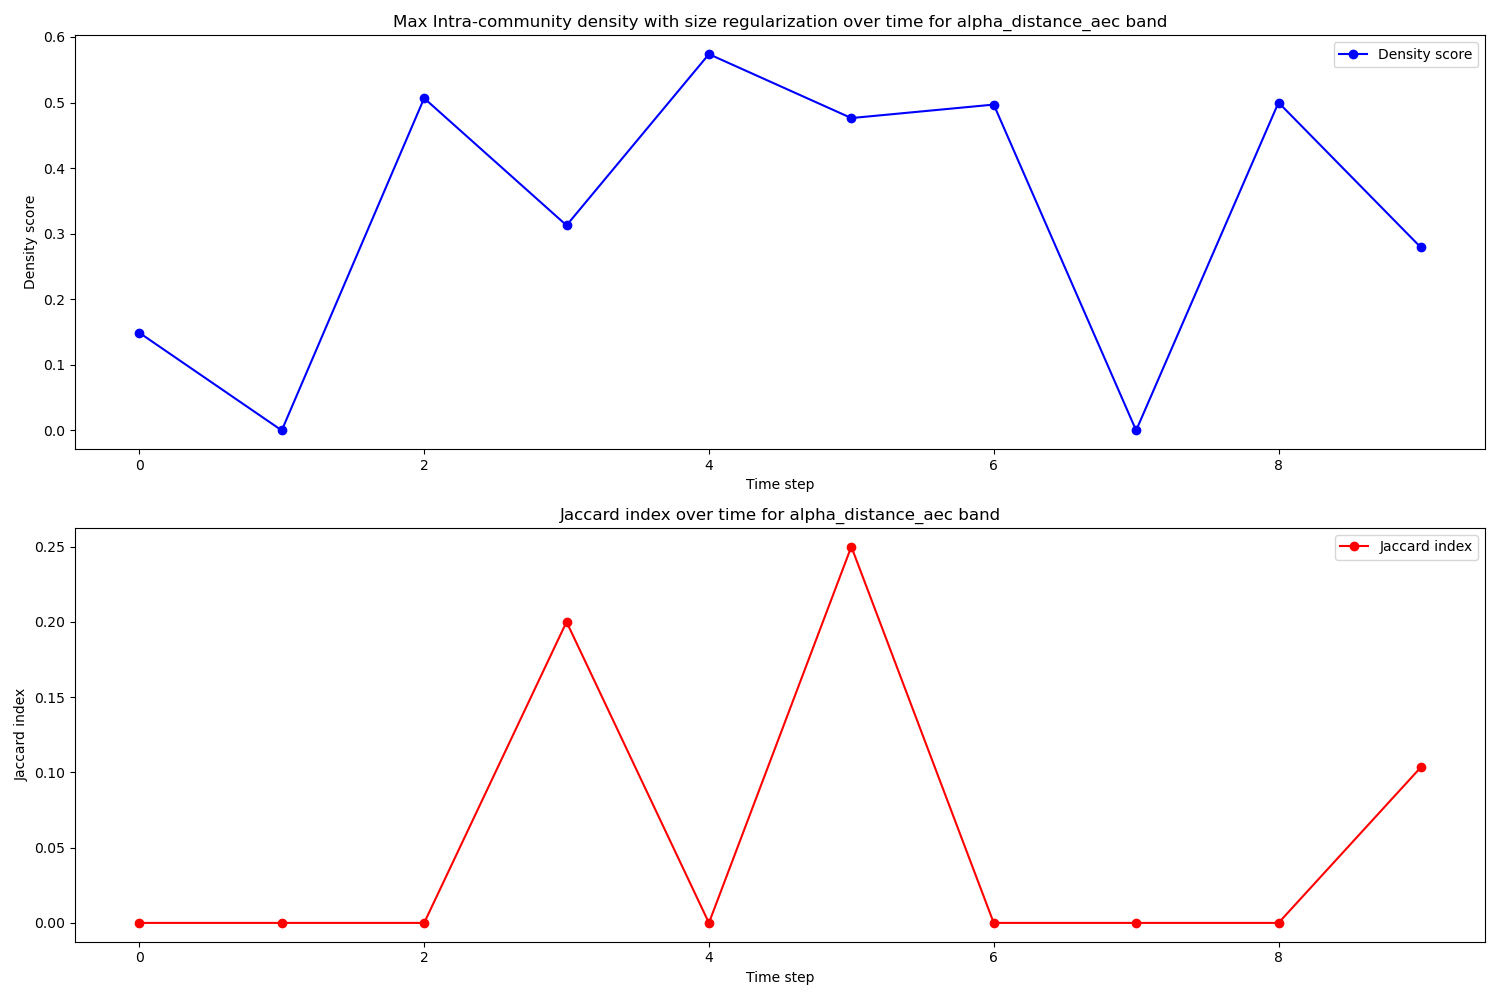 Max Intra-community density with size regularization over time for alpha_distance_aec band
Density score
0.6
0.5
0.4
0.3
0.2
0.1
0.0
Density score
0 2 4 6 8
Time step
Jaccard index over time for alpha_distance_aec band
Jaccard index
0.25
0.20
0.15
0.10
0.05
0.00
Jaccard index
0 2 4 6 8
Time step